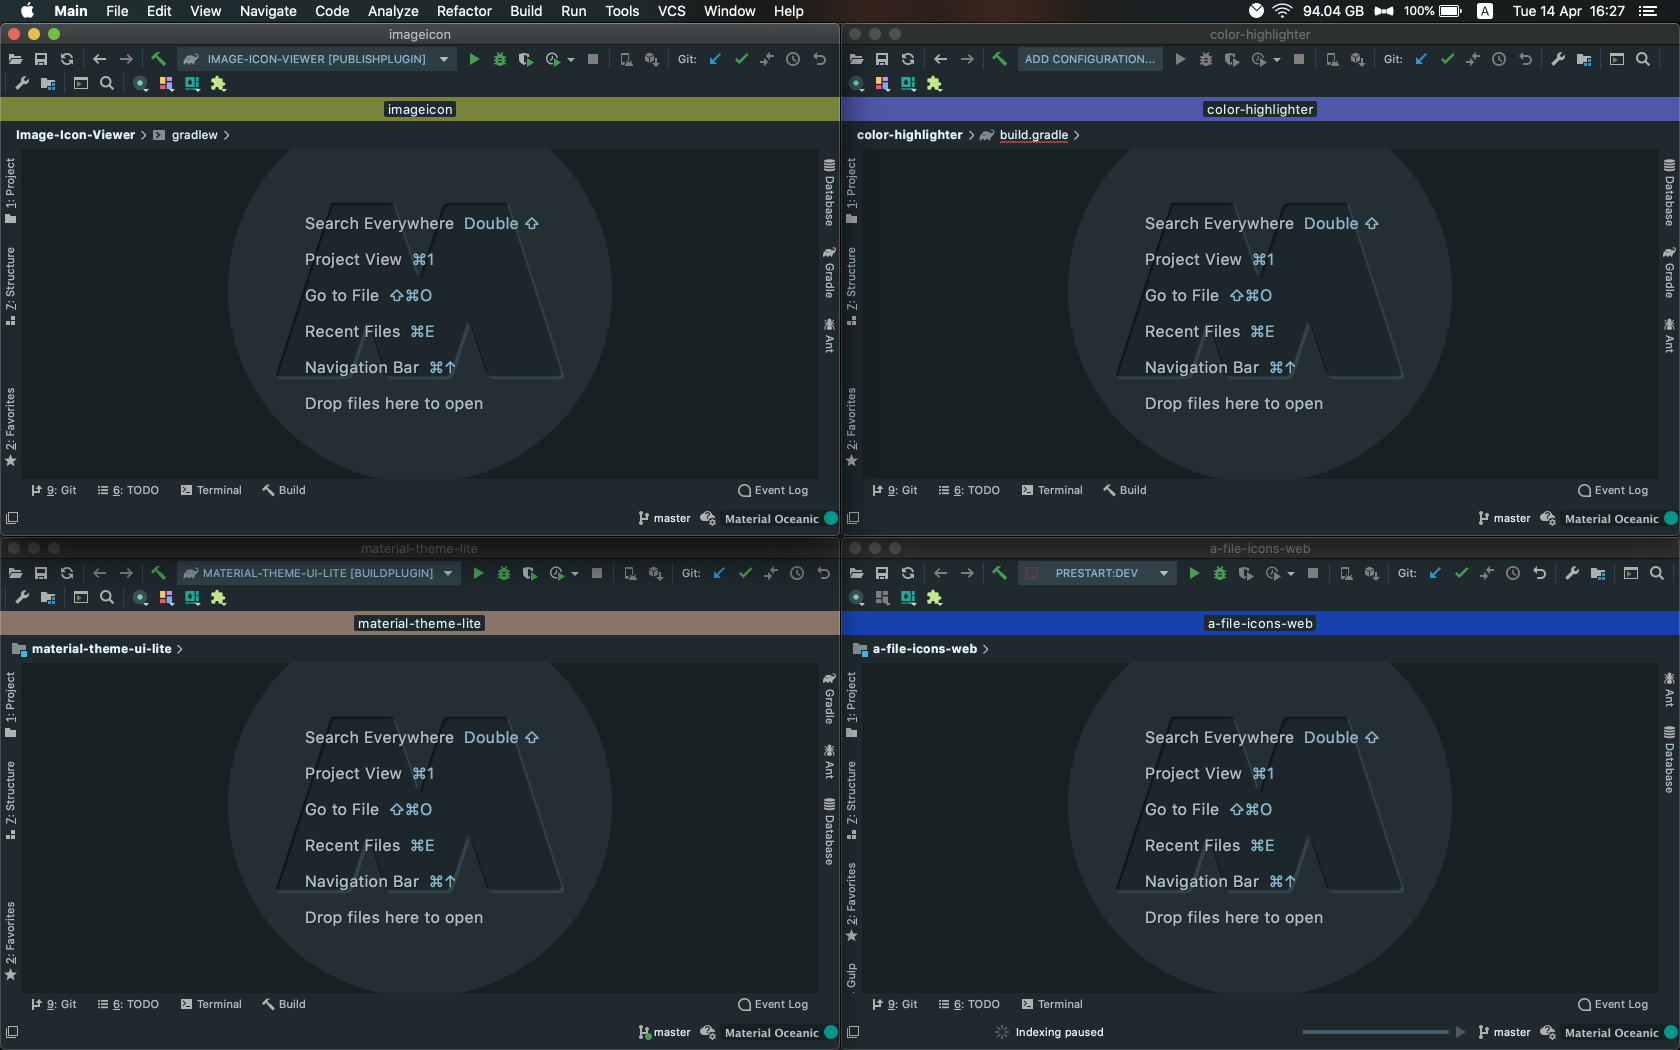 Main File Edit View Navigate Code Analyze Refactor Build Run Tools VCS Window Help 94.04 GB 100% A Tue 14 Apr 16:27
imageicon
IMAGE-ICON-VIEWER [PUBLISHPLUGIN] Git:
imageicon
Image-Icon-Viewer gradlew
1: Project
Z: Structure
2: Favorites
Search Everywhere Double ⇧
Project View ⌘1
Go to File ⇧⌘O
Recent Files ⌘E
Navigation Bar ⌘↑
Drop files here to open
Database
Gradle
Ant
9: Git 6: TODO Terminal Build Event Log
master Material Oceanic
color-highlighter
ADD CONFIGURATION... Git:
color-highlighter
color-highlighter build.gradle
1: Project
Z: Structure
2: Favorites
Search Everywhere Double ⇧
Project View ⌘1
Go to File ⇧⌘O
Recent Files ⌘E
Navigation Bar ⌘↑
Drop files here to open
Database
Gradle
Ant
9: Git 6: TODO Terminal Build Event Log
master Material Oceanic
material-theme-lite
MATERIAL-THEME-UI-LITE [BUILDPLUGIN] Git:
material-theme-lite
material-theme-ui-lite
1: Project
Z: Structure
2: Favorites
Search Everywhere Double ⇧
Project View ⌘1
Go to File ⇧⌘O
Recent Files ⌘E
Navigation Bar ⌘↑
Drop files here to open
Gradle
Ant
Database
9: Git 6: TODO Terminal Build Event Log
master Material Oceanic
a-file-icons-web
PRESTART:DEV Git:
a-file-icons-web
a-file-icons-web
1: Project
Z: Structure
2: Favorites
Gulp
Search Everywhere Double ⇧
Project View ⌘1
Go to File ⇧⌘O
Recent Files ⌘E
Navigation Bar ⌘↑
Drop files here to open
Ant
Database
9: Git 6: TODO Terminal Event Log
Indexing paused master Material Oceanic